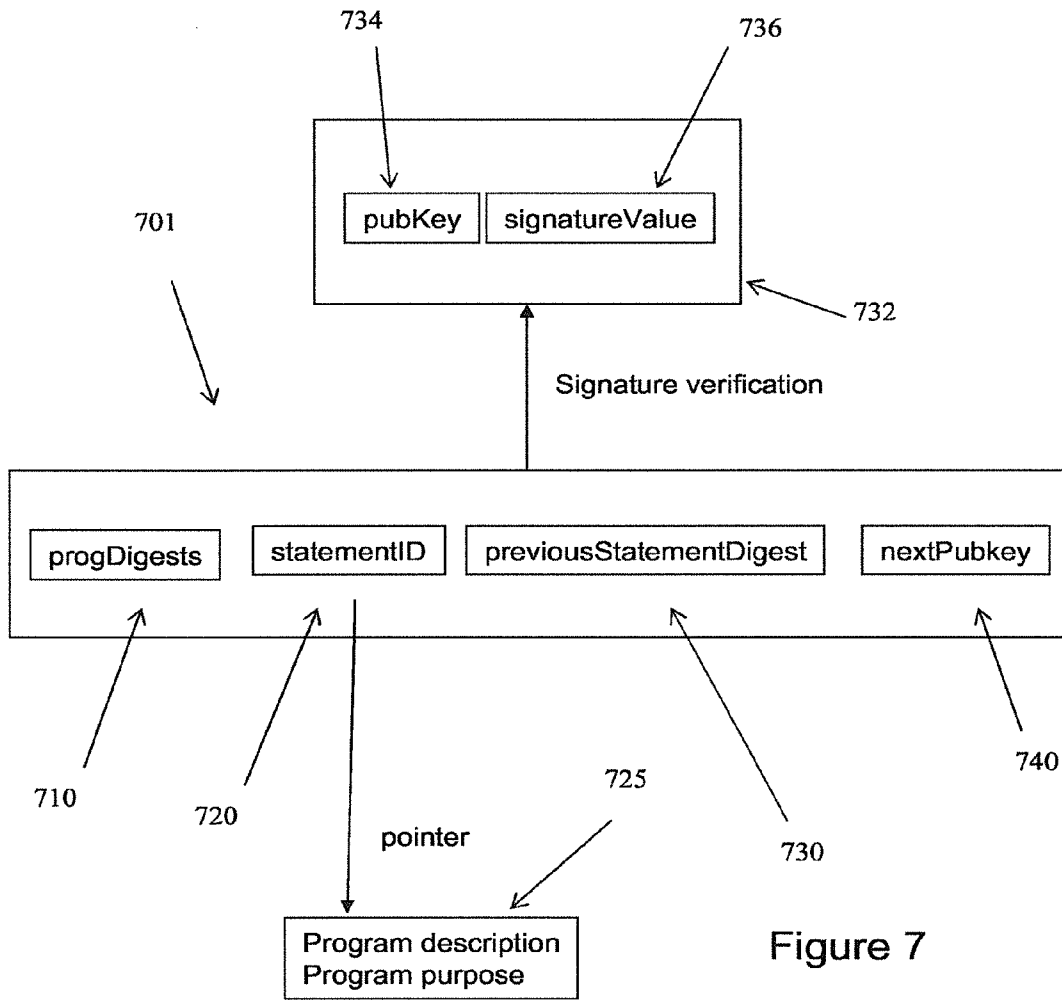 734
736
pubKey
signatureValue
701
732
Signature verification
progDigests
statementID
previousStatementDigest
nextPubkey
710
720
725
740
pointer
730
Program description
Program purpose
Figure 7